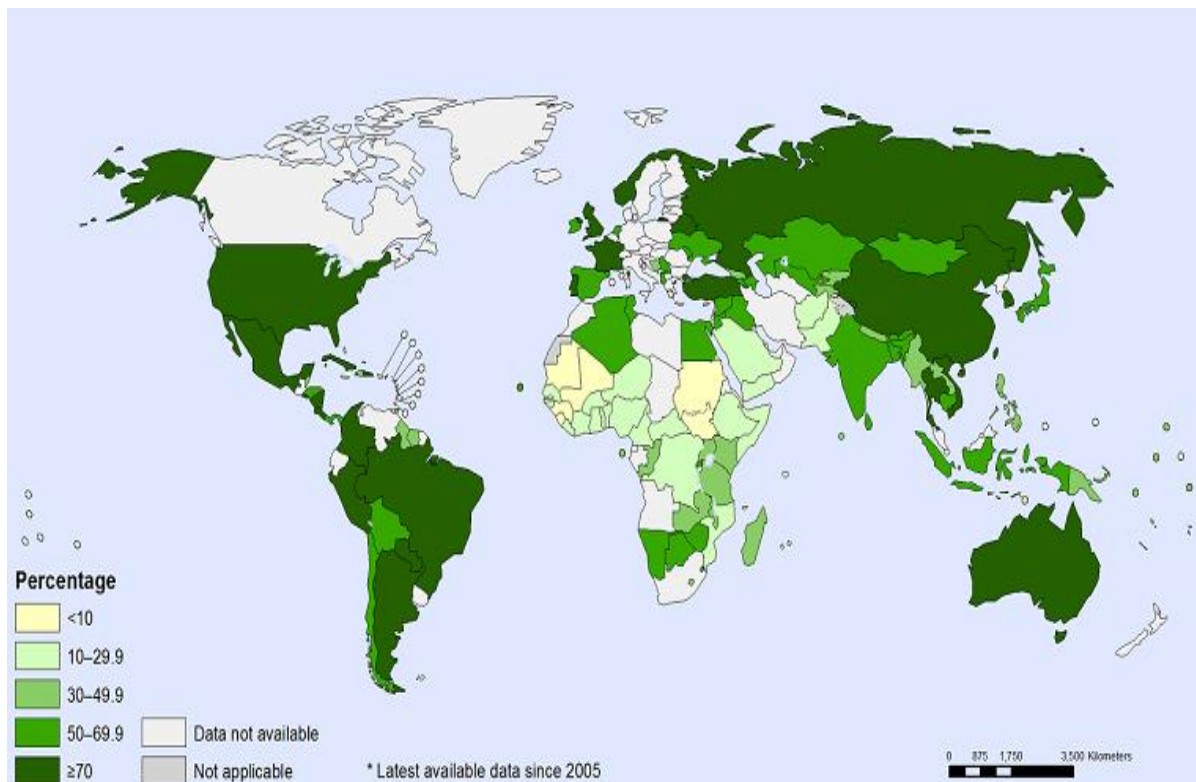 Percentage
<10
10–29.9
30–49.9
50–69.9
≥70
Data not available
Not applicable
* Latest available data since 2005
0 875 1,750 3,500 Kilometers